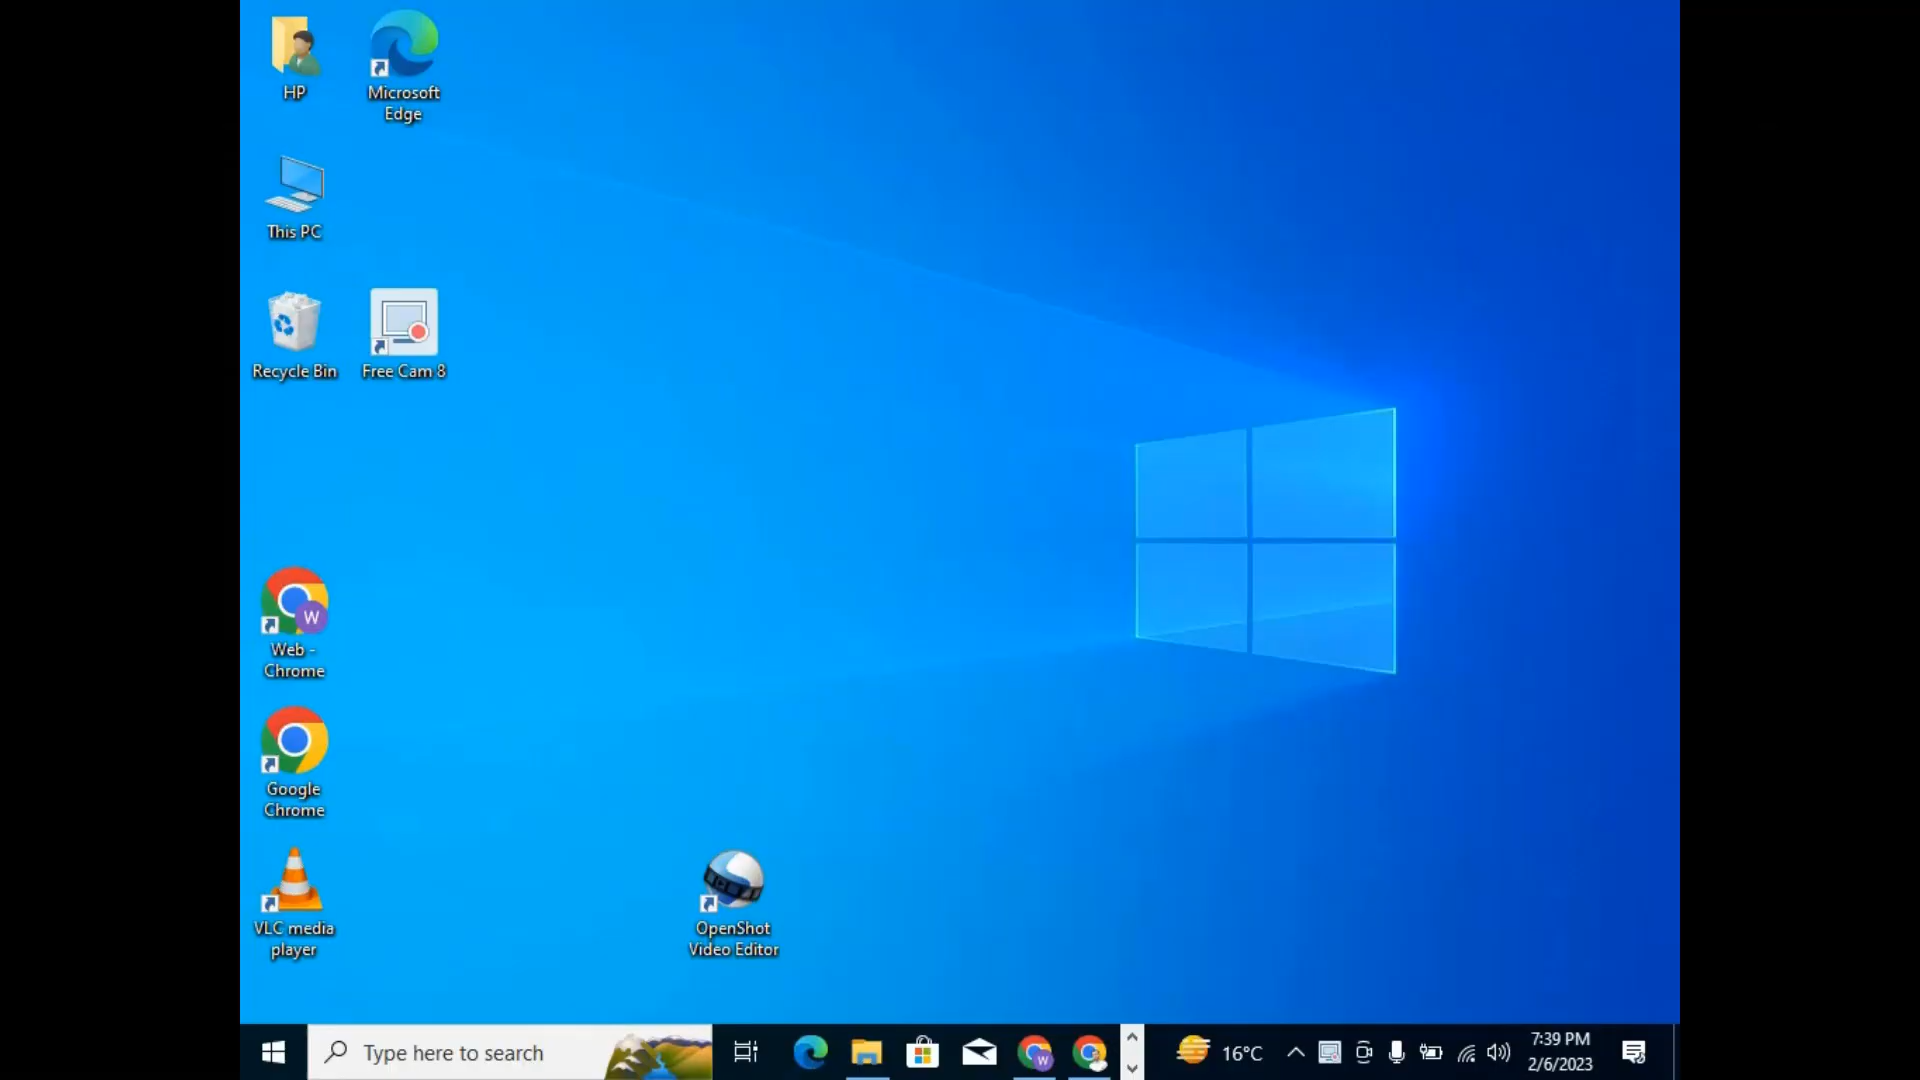 HP
Microsoft
Edge
This PC
Recycle Bin
Free Cam 8
W
Web -
Chrome
Google
Chrome
VLC media
player
OpenShot
Video Editor
Type here to search
W
16°C
7:39 PM
2/6/2023